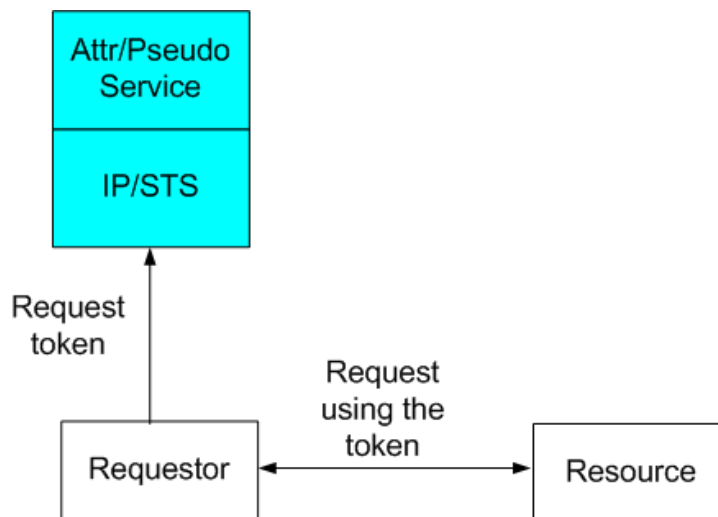 Attr/Pseudo
Service
IP/STS
Request
token
Request
using the
token
Requestor
Resource